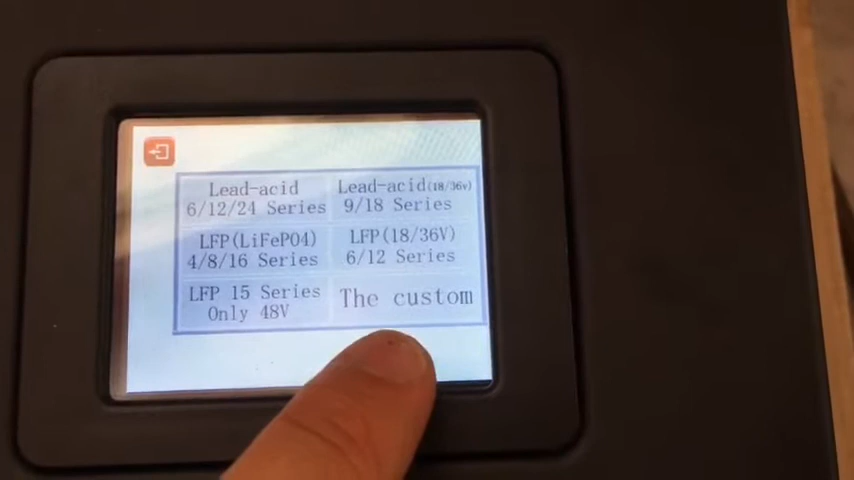 Lead-acid
6/12/24 Series
Lead-acid(18/36v)
9/18 Series
LFP(LiFePO4)
4/8/16 Series
LFP(18/36V)
6/12 Series
LFP 15 Series
Only 48V
The custom